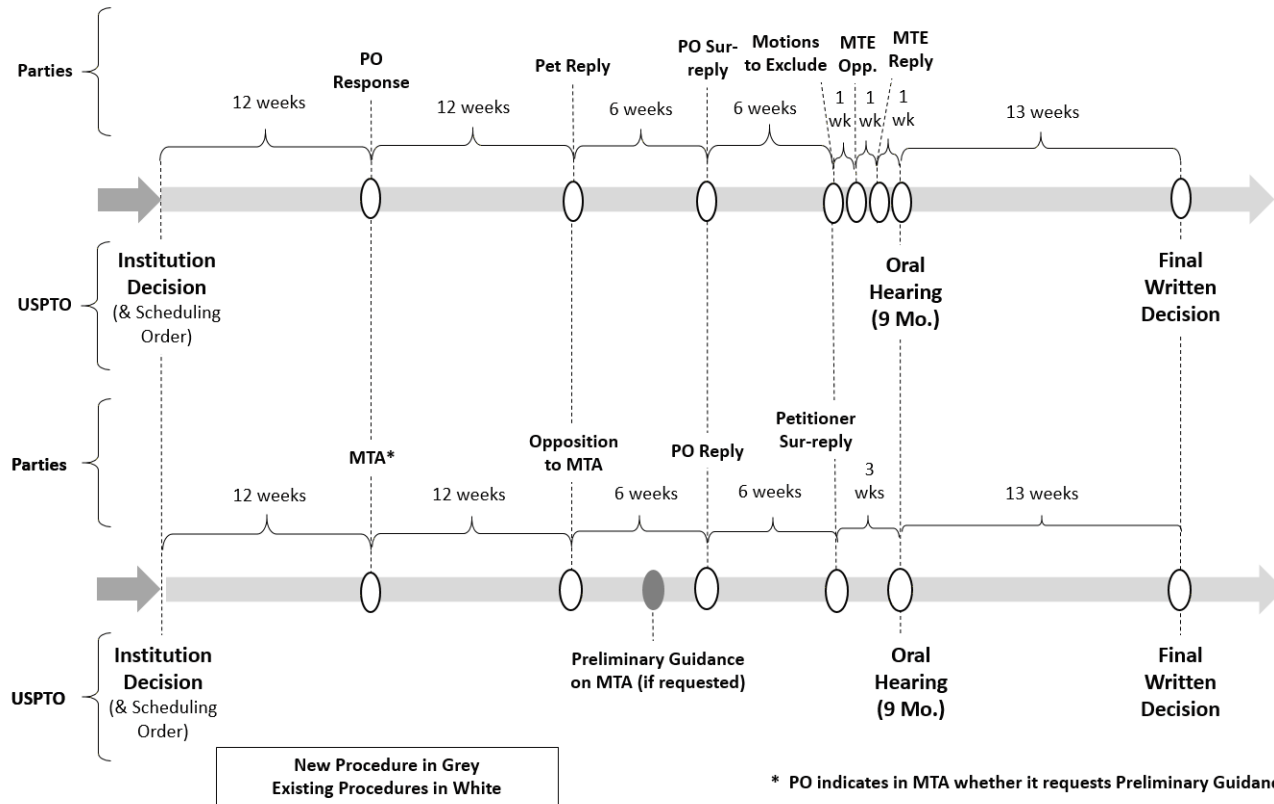 Parties
12 weeks
PO
Response
12 weeks
Pet Reply
6 weeks
PO Sur-
reply
6 weeks
Motions
to Exclude
1
wk
MTE
Opp.
1
wk
MTE
Reply
1
wk
13 weeks
USPTO
Institution
Decision
(& Scheduling
Order)
Oral
Hearing
(9 Mo.)
Final
Written
Decision
Parties
12 weeks
MTA*
12 weeks
Opposition
to MTA
6 weeks
PO Reply
6 weeks
Petitioner
Sur-reply
3
wks
13 weeks
USPTO
Institution
Decision
(& Scheduling
Order)
Preliminary Guidance
on MTA (if requested)
Oral
Hearing
(9 Mo.)
Final
Written
Decision
New Procedure in Grey
Existing Procedures in White
* PO indicates in MTA whether it requests Preliminary Guidanc